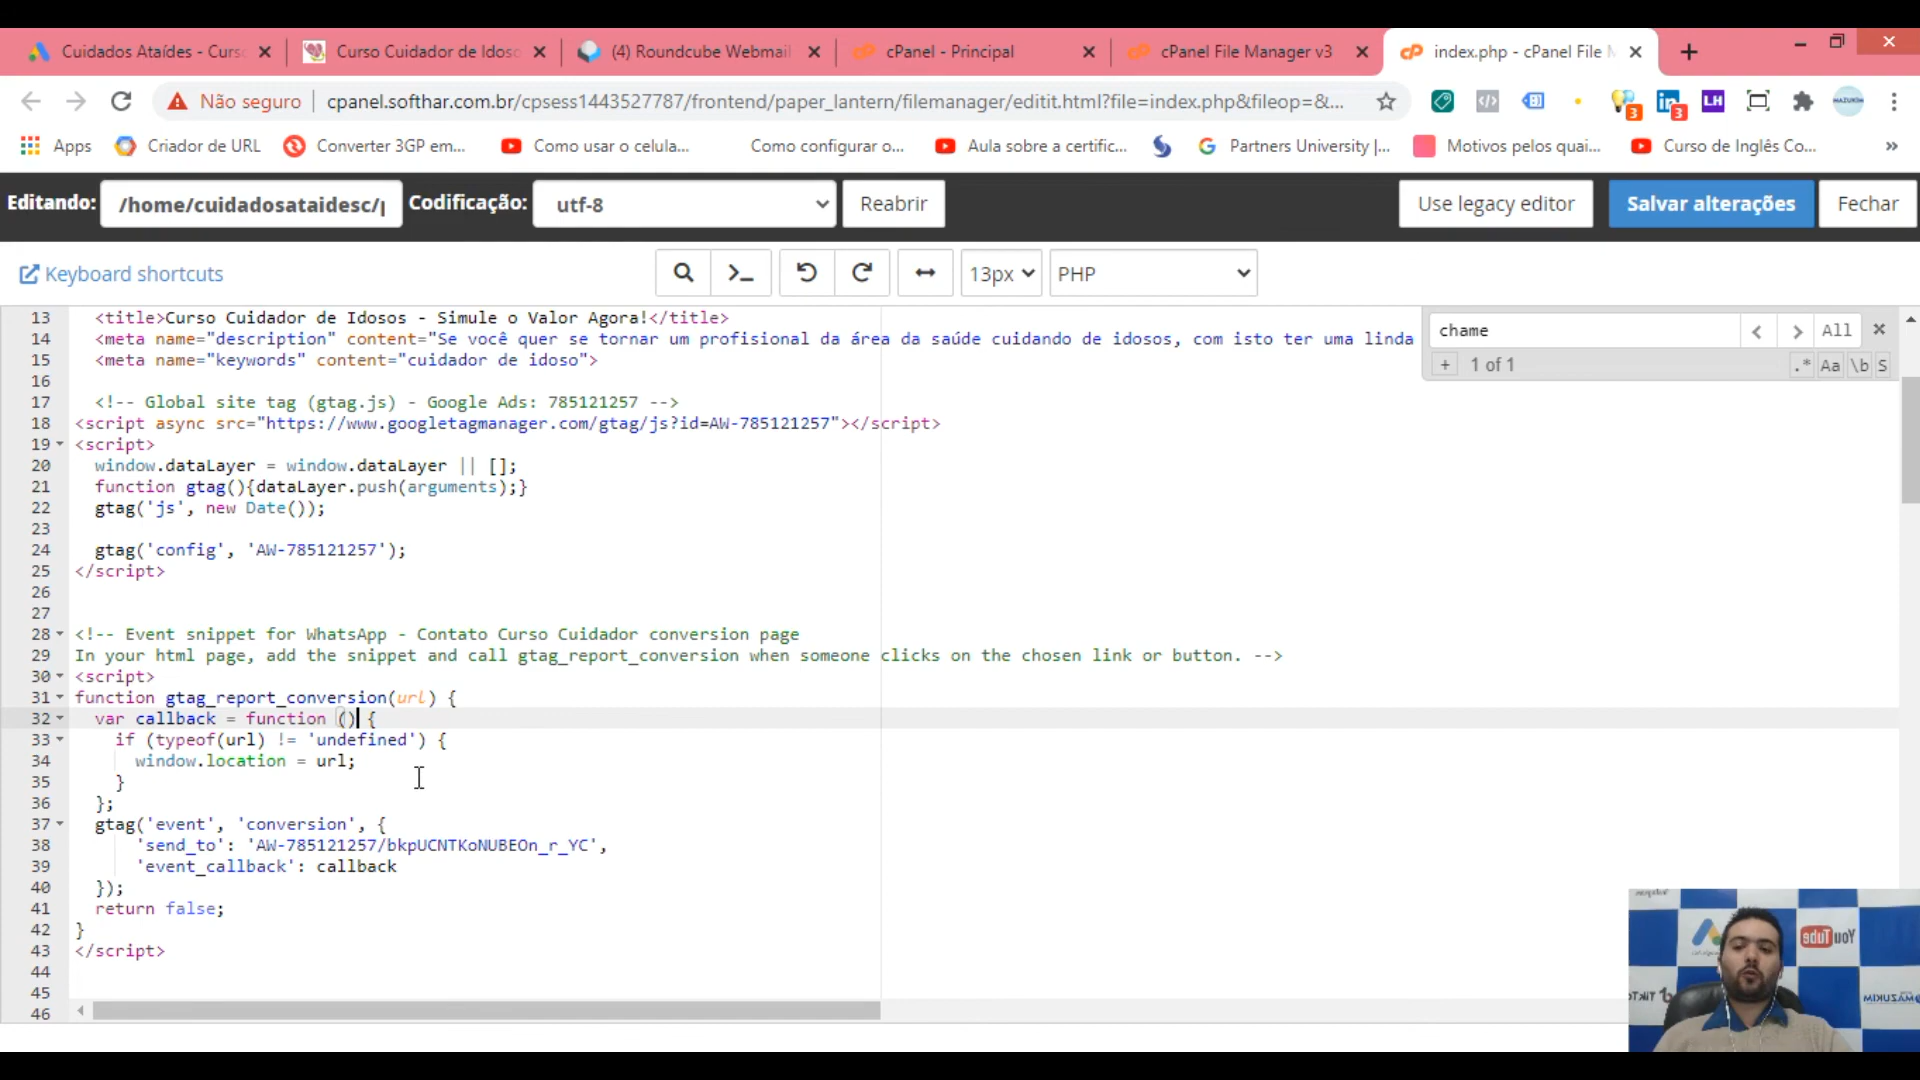 Cuidados Ataídes - Curso
Curso Cuidador de Idoso
(4) Roundcube Webmail
cPanel - Principal
cPanel File Manager v3
index.php - cPanel File M
Não seguro
cpanel.softhar.com.br/cpsess1443527787/frontend/paper_lantern/filemanager/editit.html?file=index.php&fileop=&...
3
3
LH
MAZUKIM
Apps
Criador de URL
Converter 3GP em...
Como usar o celula...
Como configurar o...
Aula sobre a certific...
Partners University |...
Motivos pelos quai...
Curso de Inglês Co...
»
Editando:
/home/cuidadosataidesc/p
Codificação:
utf-8
Reabrir
Use legacy editor
Salvar alterações
Fechar
Keyboard shortcuts
13px
PHP
chame
All
+
1 of 1
.*
Aa
\b
S
13 <title>Curso Cuidador de Idosos - Simule o Valor Agora!</title>
14 <meta name="description" content="Se você quer se tornar um profisional da área da saúde cuidando de idosos, com isto ter uma linda
15 <meta name="keywords" content="cuidador de idoso">
16
17 <!-- Global site tag (gtag.js) - Google Ads: 785121257 -->
18 <script async src="https://www.googletagmanager.com/gtag/js?id=AW-785121257"></script>
19 <script>
20 window.dataLayer = window.dataLayer || [];
21 function gtag(){dataLayer.push(arguments);}
22 gtag('js', new Date());
23
24 gtag('config', 'AW-785121257');
25 </script>
26
27
28 <!-- Event snippet for WhatsApp - Contato Curso Cuidador conversion page
29 In your html page, add the snippet and call gtag_report_conversion when someone clicks on the chosen link or button. -->
30 <script>
31 function gtag_report_conversion(url) {
32 var callback = function () {
33 if (typeof(url) != 'undefined') {
34 window.location = url;
35 }
36 };
37 gtag('event', 'conversion', {
38 'send_to': 'AW-785121257/bkpUCNTKoNUBEOn_r_YC',
39 'event_callback': callback
40 });
41 return false;
42 }
43 </script>
44
45
46
YouTube
TikT
MAZUKIM